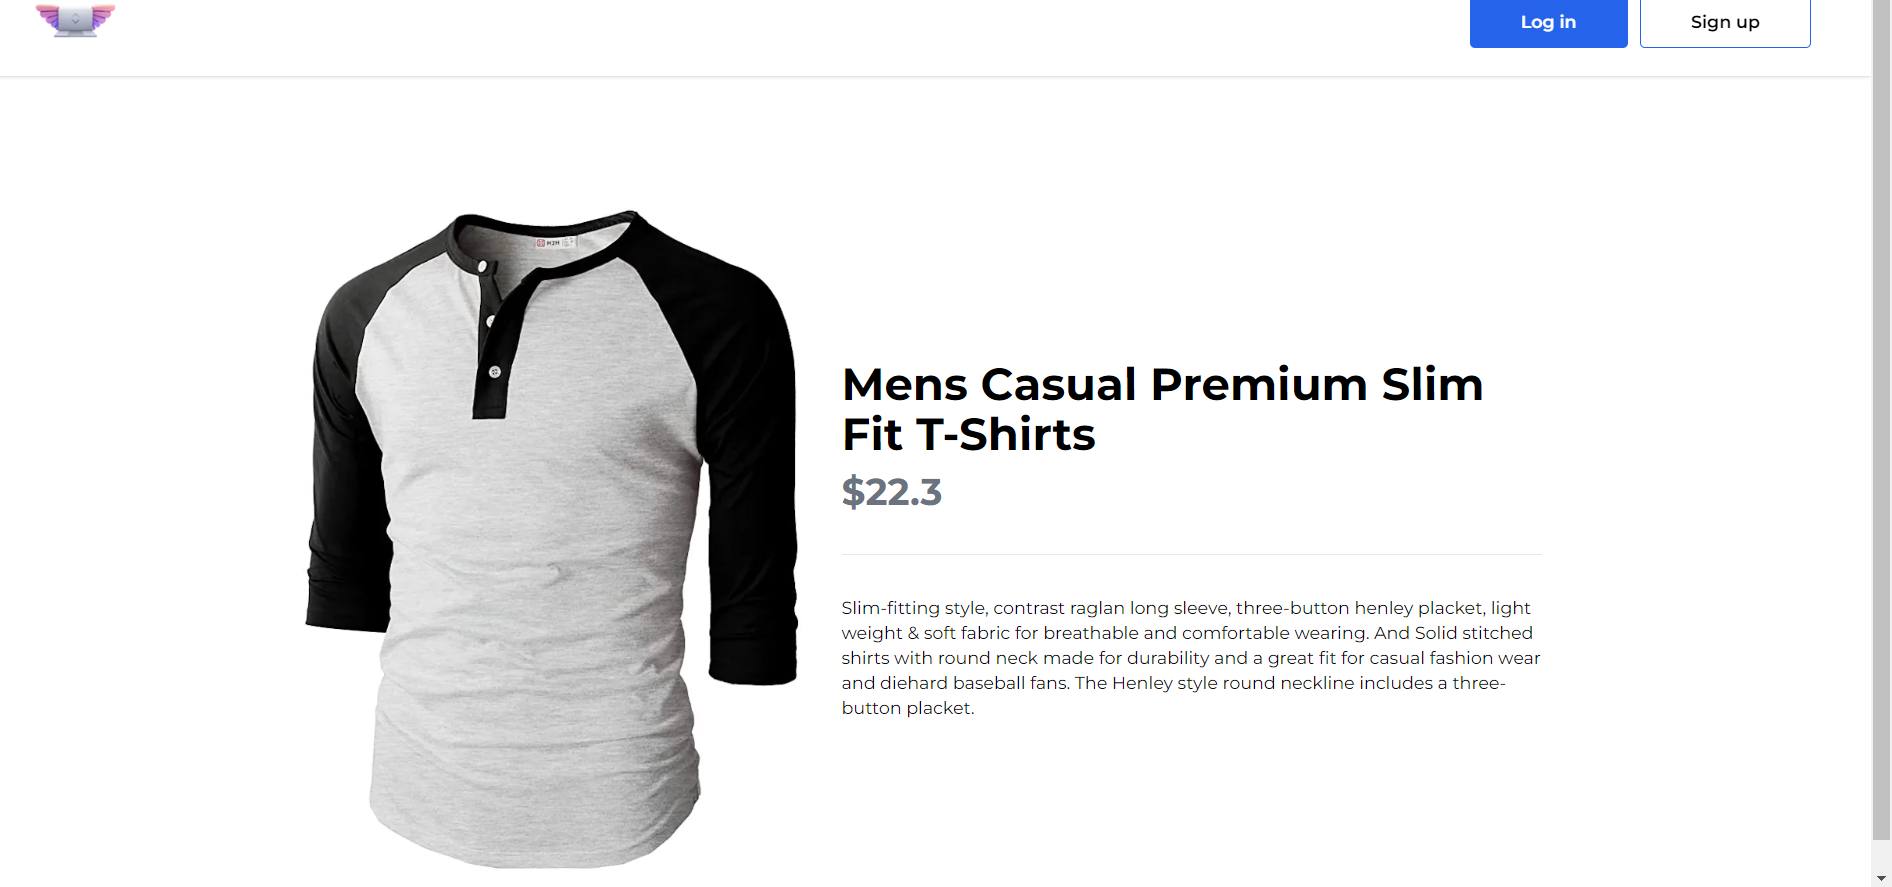 Log in
Sign up
H2H
Mens Casual Premium Slim
Fit T-Shirts
$22.3
Slim-fitting style, contrast raglan long sleeve, three-button henley placket, light
weight & soft fabric for breathable and comfortable wearing. And Solid stitched
shirts with round neck made for durability and a great fit for casual fashion wear
and diehard baseball fans. The Henley style round neckline includes a three-
button placket.